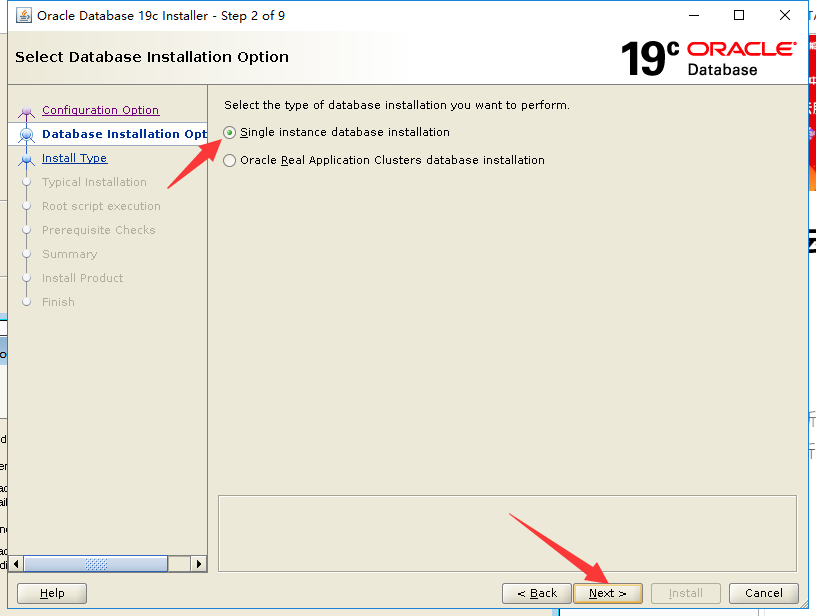 Oracle Database 19c Installer - Step 2 of 9
Select Database Installation Option
19c ORACLE
Database
Configuration Option
Database Installation Opt
Install Type
Typical Installation
Root script execution
Prerequisite Checks
Summary
Install Product
Finish
Select the type of database installation you want to perform.
Single instance database installation
Oracle Real Application Clusters database installation
Help
< Back
Next >
Install
Cancel